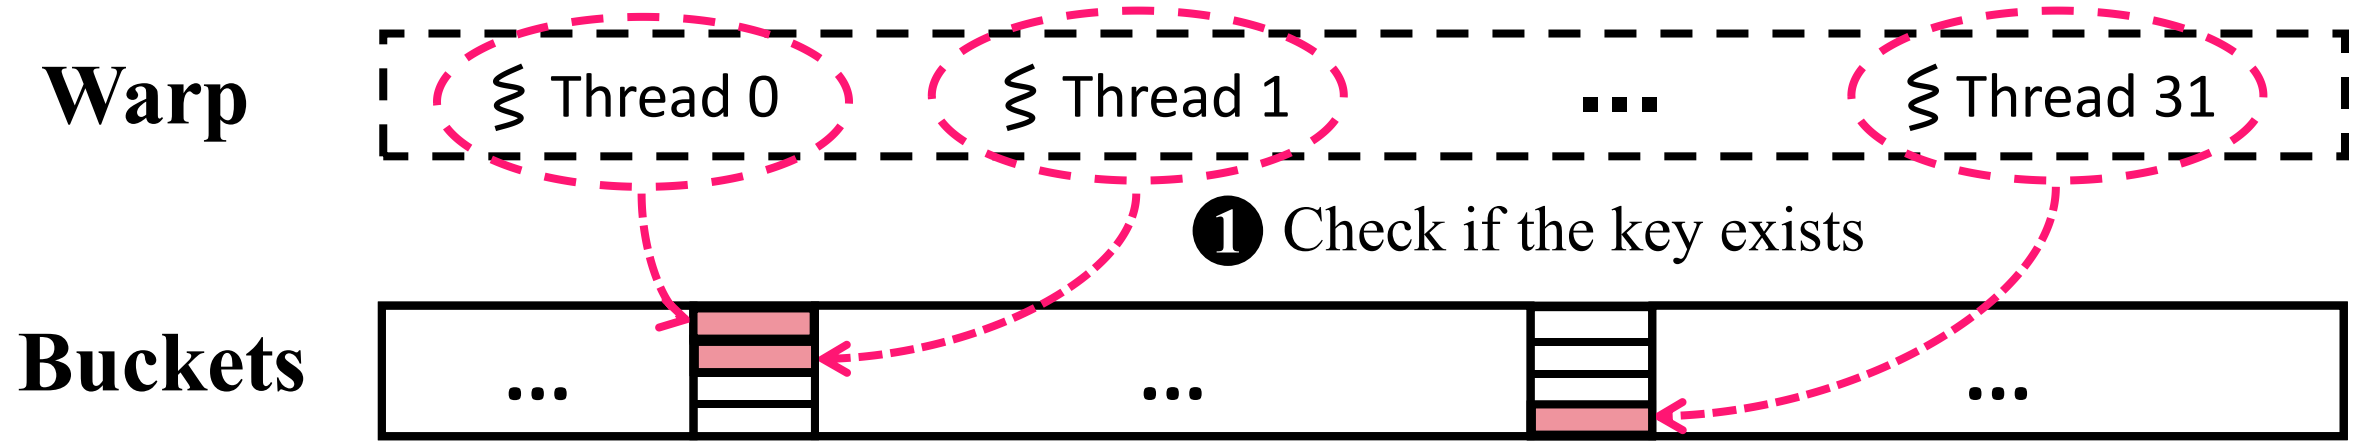 Warp
Thread 0
Thread 1
...
Thread 31
1 Check if the key exists
Buckets
...
...
...